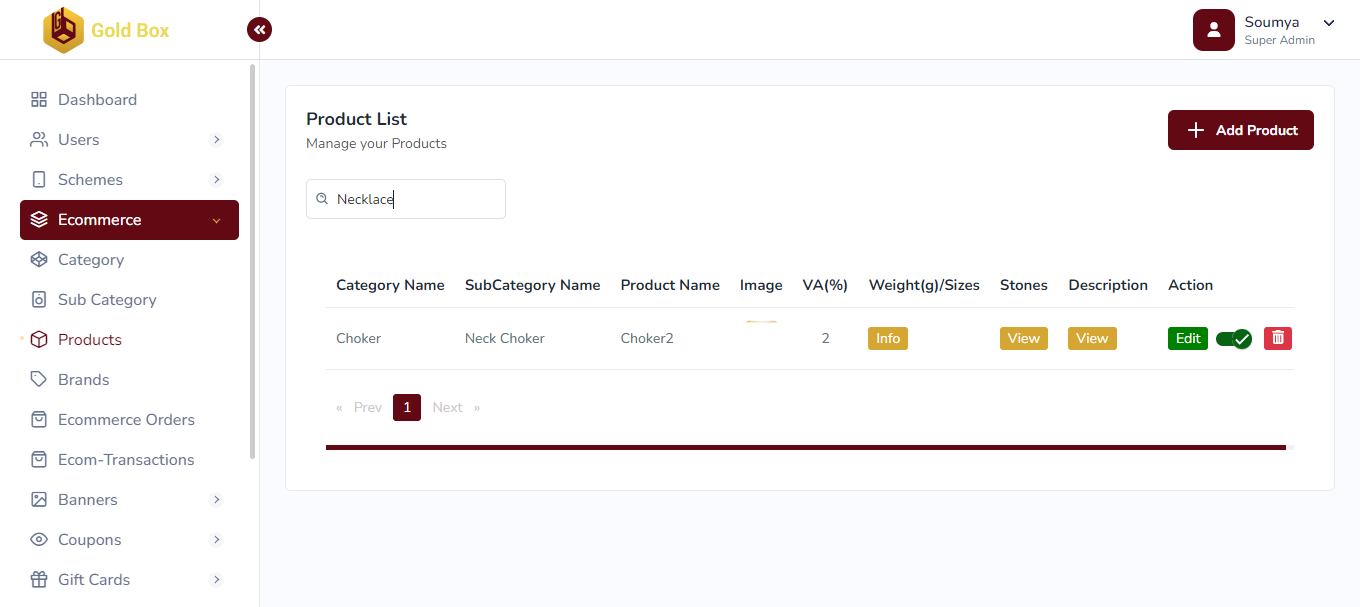 Gold Box
Soumya
Super Admin
Dashboard
Users
Schemes
Ecommerce
Category
Sub Category
Products
Brands
Ecommerce Orders
Ecom-Transactions
Banners
Coupons
Gift Cards
Product List
Manage your Products
Add Product
Necklace
Category Name SubCategory Name Product Name Image VA(%) Weight(g)/Sizes Stones Description Action
Choker Neck Choker Choker2 2 Info View View Edit
« Prev 1 Next »